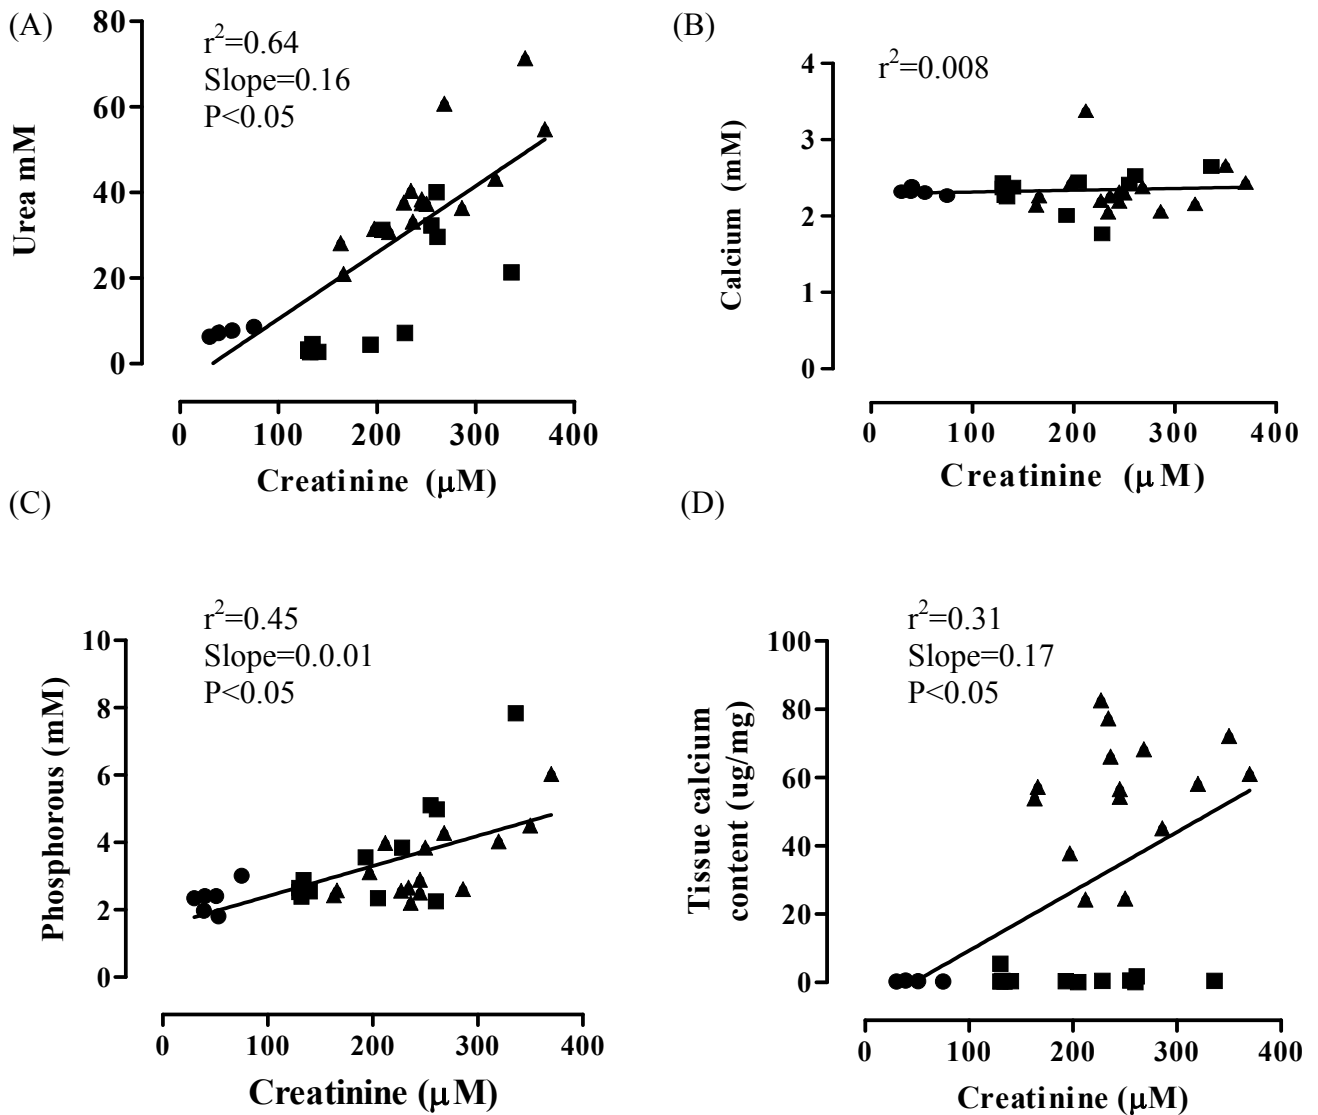 (A)
r²=0.64
Slope=0.16
P<0.05
Urea mM
80
60
40
20
0
0 100 200 300 400
Creatinine (μM)
(B)
r²=0.008
Calcium (mM)
4
3
2
1
0
0 100 200 300 400
Creatinine (μM)
(C)
r²=0.45
Slope=0.0.01
P<0.05
Phosphorous (mM)
10
8
6
4
2
0
0 100 200 300 400
Creatinine (μM)
(D)
r²=0.31
Slope=0.17
P<0.05
Tissue calcium
content (ug/mg)
100
80
60
40
20
0
0 100 200 300 400
Creatinine (μM)